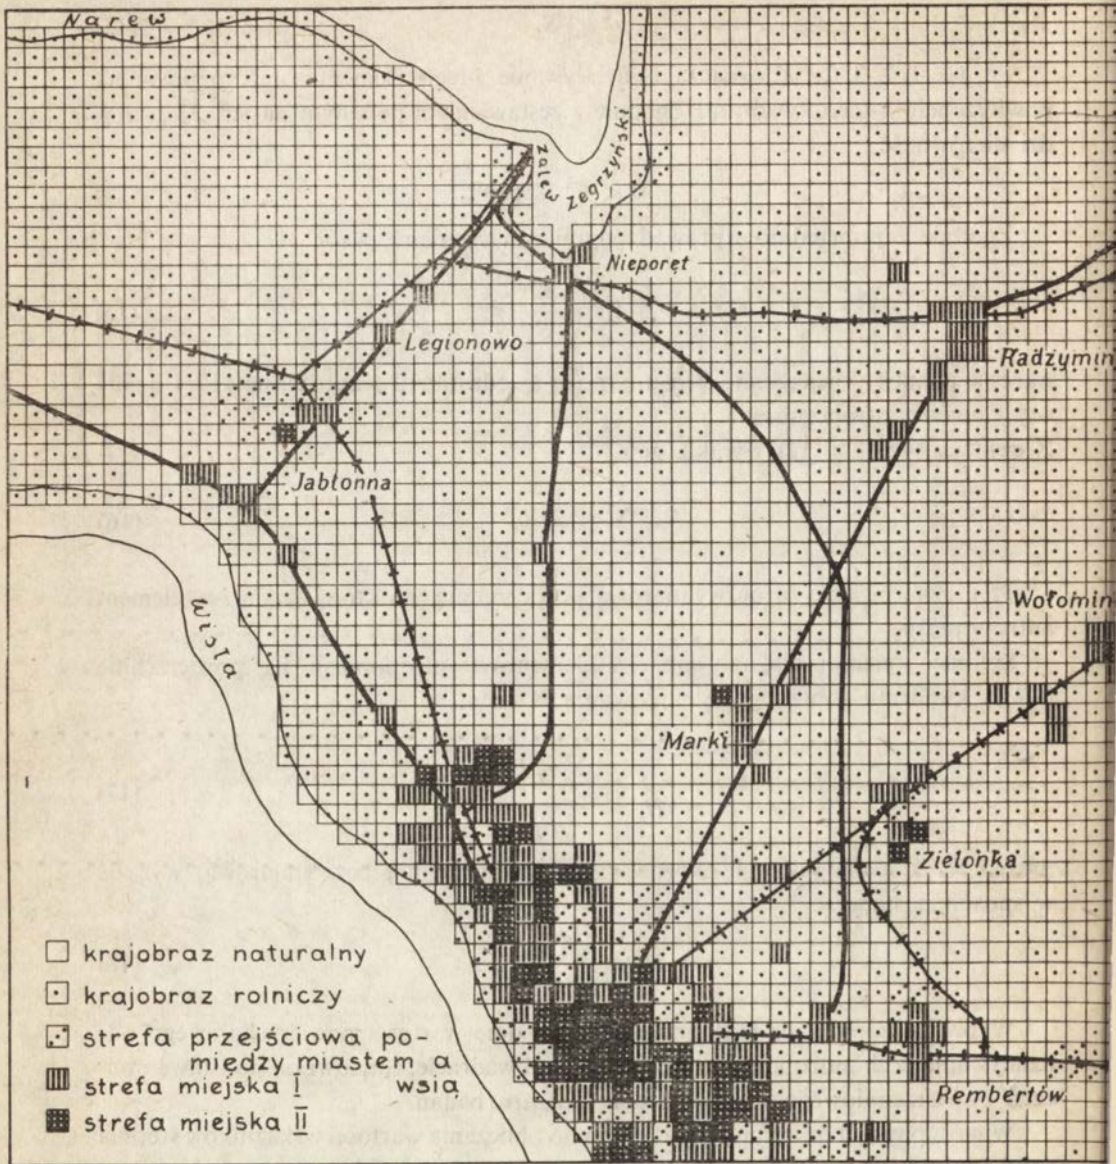 Narew
Zalew Zegrzyński
Nieporęt
Legionowo
Radzymin
Jabłonna
Wołomin
Wisła
Marki
Zielonka
krajobraz naturalny
krajobraz rolniczy
strefa przejściowa po-
między miastem a
wsią
strefa miejska I
strefa miejska II
Rembertów